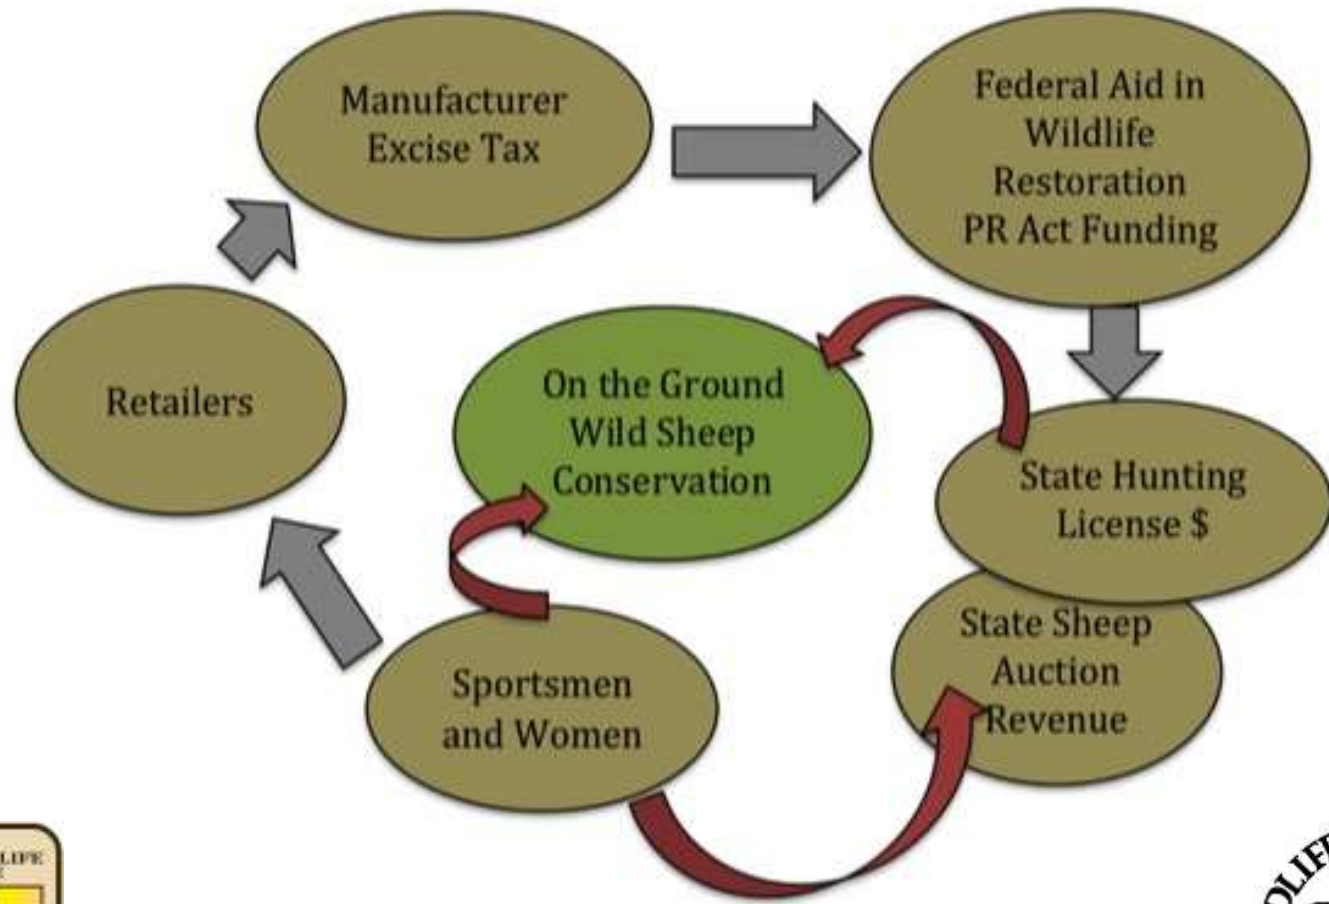 Manufacturer
Excise Tax
Federal Aid in
Wildlife
Restoration
PR Act Funding
Retailers
On the Ground
Wild Sheep
Conservation
State Hunting
License $
State Sheep
Auction
Revenue
Sportsmen
and Women